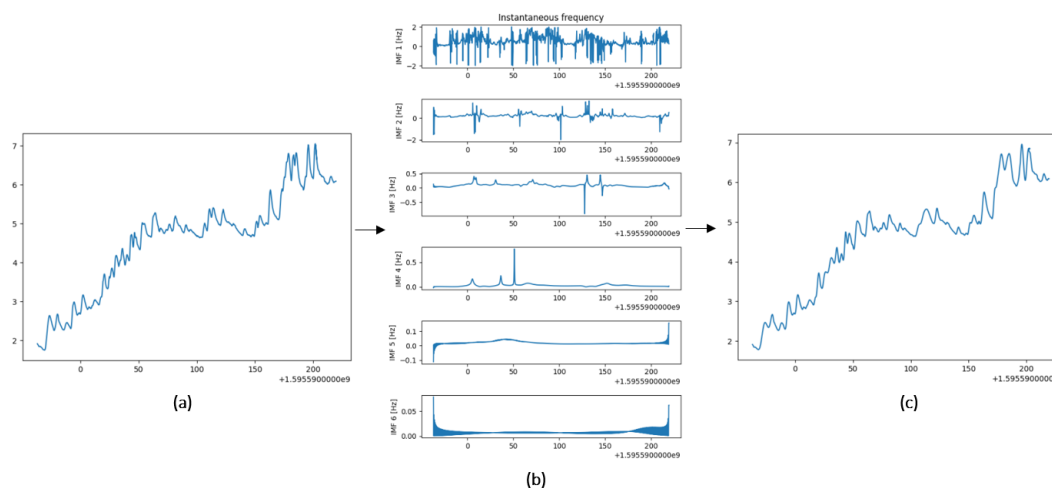 7
6
5
4
3
2
0 50 100 150 200
+1.5955900000e9
(a)
Instantaneous frequency
IMF 1 [Hz]
2
0
−2
0 50 100 150 200
+1.5955900000e9
IMF 2 [Hz]
0
−2
0 50 100 150 200
+1.5955900000e9
IMF 3 [Hz]
0.5
0.0
−0.5
0 50 100 150 200
+1.5955900000e9
IMF 4 [Hz]
0.5
0.0
0 50 100 150 200
+1.5955900000e9
IMF 5 [Hz]
0.1
0.0
−0.1
0 50 100 150 200
+1.5955900000e9
IMF 6 [Hz]
0.05
0.00
0 50 100 150 200
+1.5955900000e9
(b)
7
6
5
4
3
2
0 50 100 150 200
+1.5955900000e9
(c)